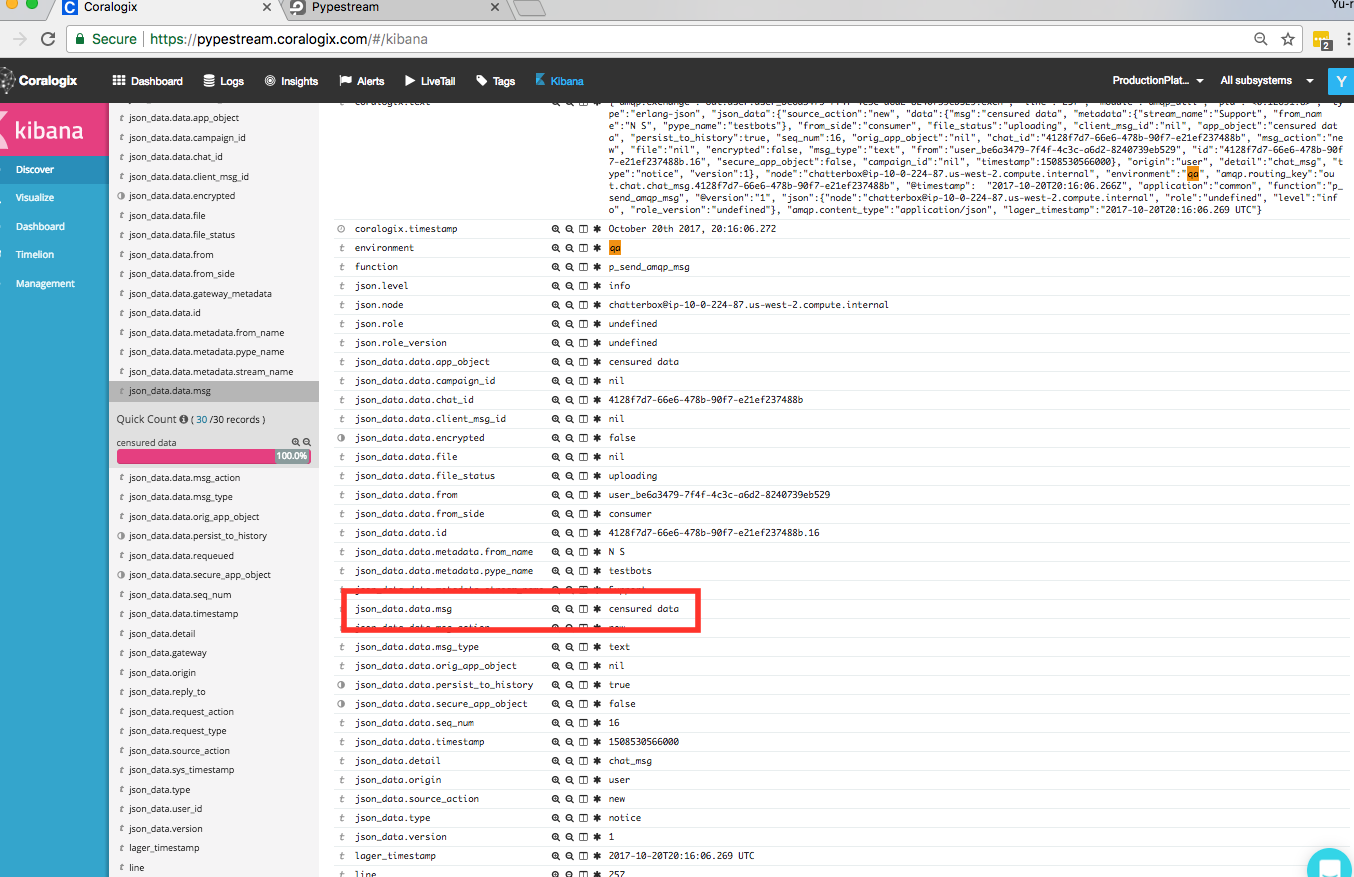 Coralogix
Pypestream
Yu-r
Secure
https://pypestream.coralogix.com/#/kibana
2
Coralogix
Dashboard
Logs
Insights
Alerts
LiveTail
Tags
Kibana
ProductionPlat...
All subsystems
Y
kibana
Discover
Visualize
Dashboard
Timelion
Management
t json_data.data.app_object
t json_data.data.campaign_id
t json_data.data.chat_id
t json_data.data.client_msg_id
json_data.data.encrypted
t json_data.data.file
t json_data.data.file_status
t json_data.data.from
t json_data.data.from_side
t json_data.data.gateway_metadata
t json_data.data.id
t json_data.data.metadata.from_name
t json_data.data.metadata.pype_name
t json_data.data.metadata.stream_name
t json_data.data.msg
Quick Count ( 30 /30 records )
censured data
100.0%
t json_data.data.msg_action
t json_data.data.msg_type
t json_data.data.orig_app_object
json_data.data.persist_to_history
t json_data.data.requeued
json_data.data.secure_app_object
t json_data.data.seq_num
t json_data.data.timestamp
t json_data.detail
t json_data.gateway
t json_data.origin
t json_data.reply_to
t json_data.request_action
t json_data.request_type
t json_data.source_action
t json_data.sys_timestamp
t json_data.type
t json_data.user_id
t json_data.version
t lager_timestamp
t line
coralogix.text
ype":"erlang-json", "json_data":{"source_action":"new", "data":{"msg":"censured data", "metadata":{"stream_name":"Support", "from_nam
e":"N S", "pype_name":"testbots"}, "from_side":"consumer", "file_status":"uploading", "client_msg_id":"nil", "app_object":"censured dat
a", "persist_to_history":true, "seq_num":16, "orig_app_object":"nil", "chat_id":"4128f7d7-66e6-478b-90f7-e21ef237488b", "msg_action":"n
ew", "file":"nil", "encrypted":false, "msg_type":"text", "from":"user_be6a3479-7f4f-4c3c-a6d2-8240739eb529", "id":"4128f7d7-66e6-478b-90
f7-e21ef237488b.16", "secure_app_object":false, "campaign_id":"nil", "timestamp":1508530566000}, "origin":"user", "detail":"chat_msg", "t
ype":"notice", "version":1}, "node":"chatterbox@ip-10-0-224-87.us-west-2.compute.internal", "environment":"qa", "amqp.routing_key":"ou
t.chat.chat_msg.4128f7d7-66e6-478b-90f7-e21ef237488b", "@timestamp": "2017-10-20T20:16:06.266Z", "application":"common", "function":"p
_send_amqp_msg", "@version":"1", "json":{"node":"chatterbox@ip-10-0-224-87.us-west-2.compute.internal", "role":"undefined", "level":"inf
o", "role_version":"undefined"}, "amqp.content_type":"application/json", "lager_timestamp":"2017-10-20T20:16:06.269 UTC"}
coralogix.timestamp October 20th 2017, 20:16:06.272
t environment qa
t function p_send_amqp_msg
t json.level info
t json.node chatterbox@ip-10-0-224-87.us-west-2.compute.internal
t json.role undefined
t json.role_version undefined
t json_data.data.app_object censured data
t json_data.data.campaign_id nil
t json_data.data.chat_id 4128f7d7-66e6-478b-90f7-e21ef237488b
t json_data.data.client_msg_id nil
json_data.data.encrypted false
t json_data.data.file nil
t json_data.data.file_status uploading
t json_data.data.from user_be6a3479-7f4f-4c3c-a6d2-8240739eb529
t json_data.data.from_side consumer
t json_data.data.id 4128f7d7-66e6-478b-90f7-e21ef237488b.16
t json_data.data.metadata.from_name N S
t json_data.data.metadata.pype_name testbots
json_data.data.msg censured data
t json_data.data.msg_type text
t json_data.data.orig_app_object nil
json_data.data.persist_to_history true
json_data.data.secure_app_object false
t json_data.data.seq_num 16
t json_data.data.timestamp 1508530566000
t json_data.detail chat_msg
t json_data.origin user
t json_data.source_action new
t json_data.type notice
t json_data.version 1
t lager_timestamp 2017-10-20T20:16:06.269 UTC
t line 257